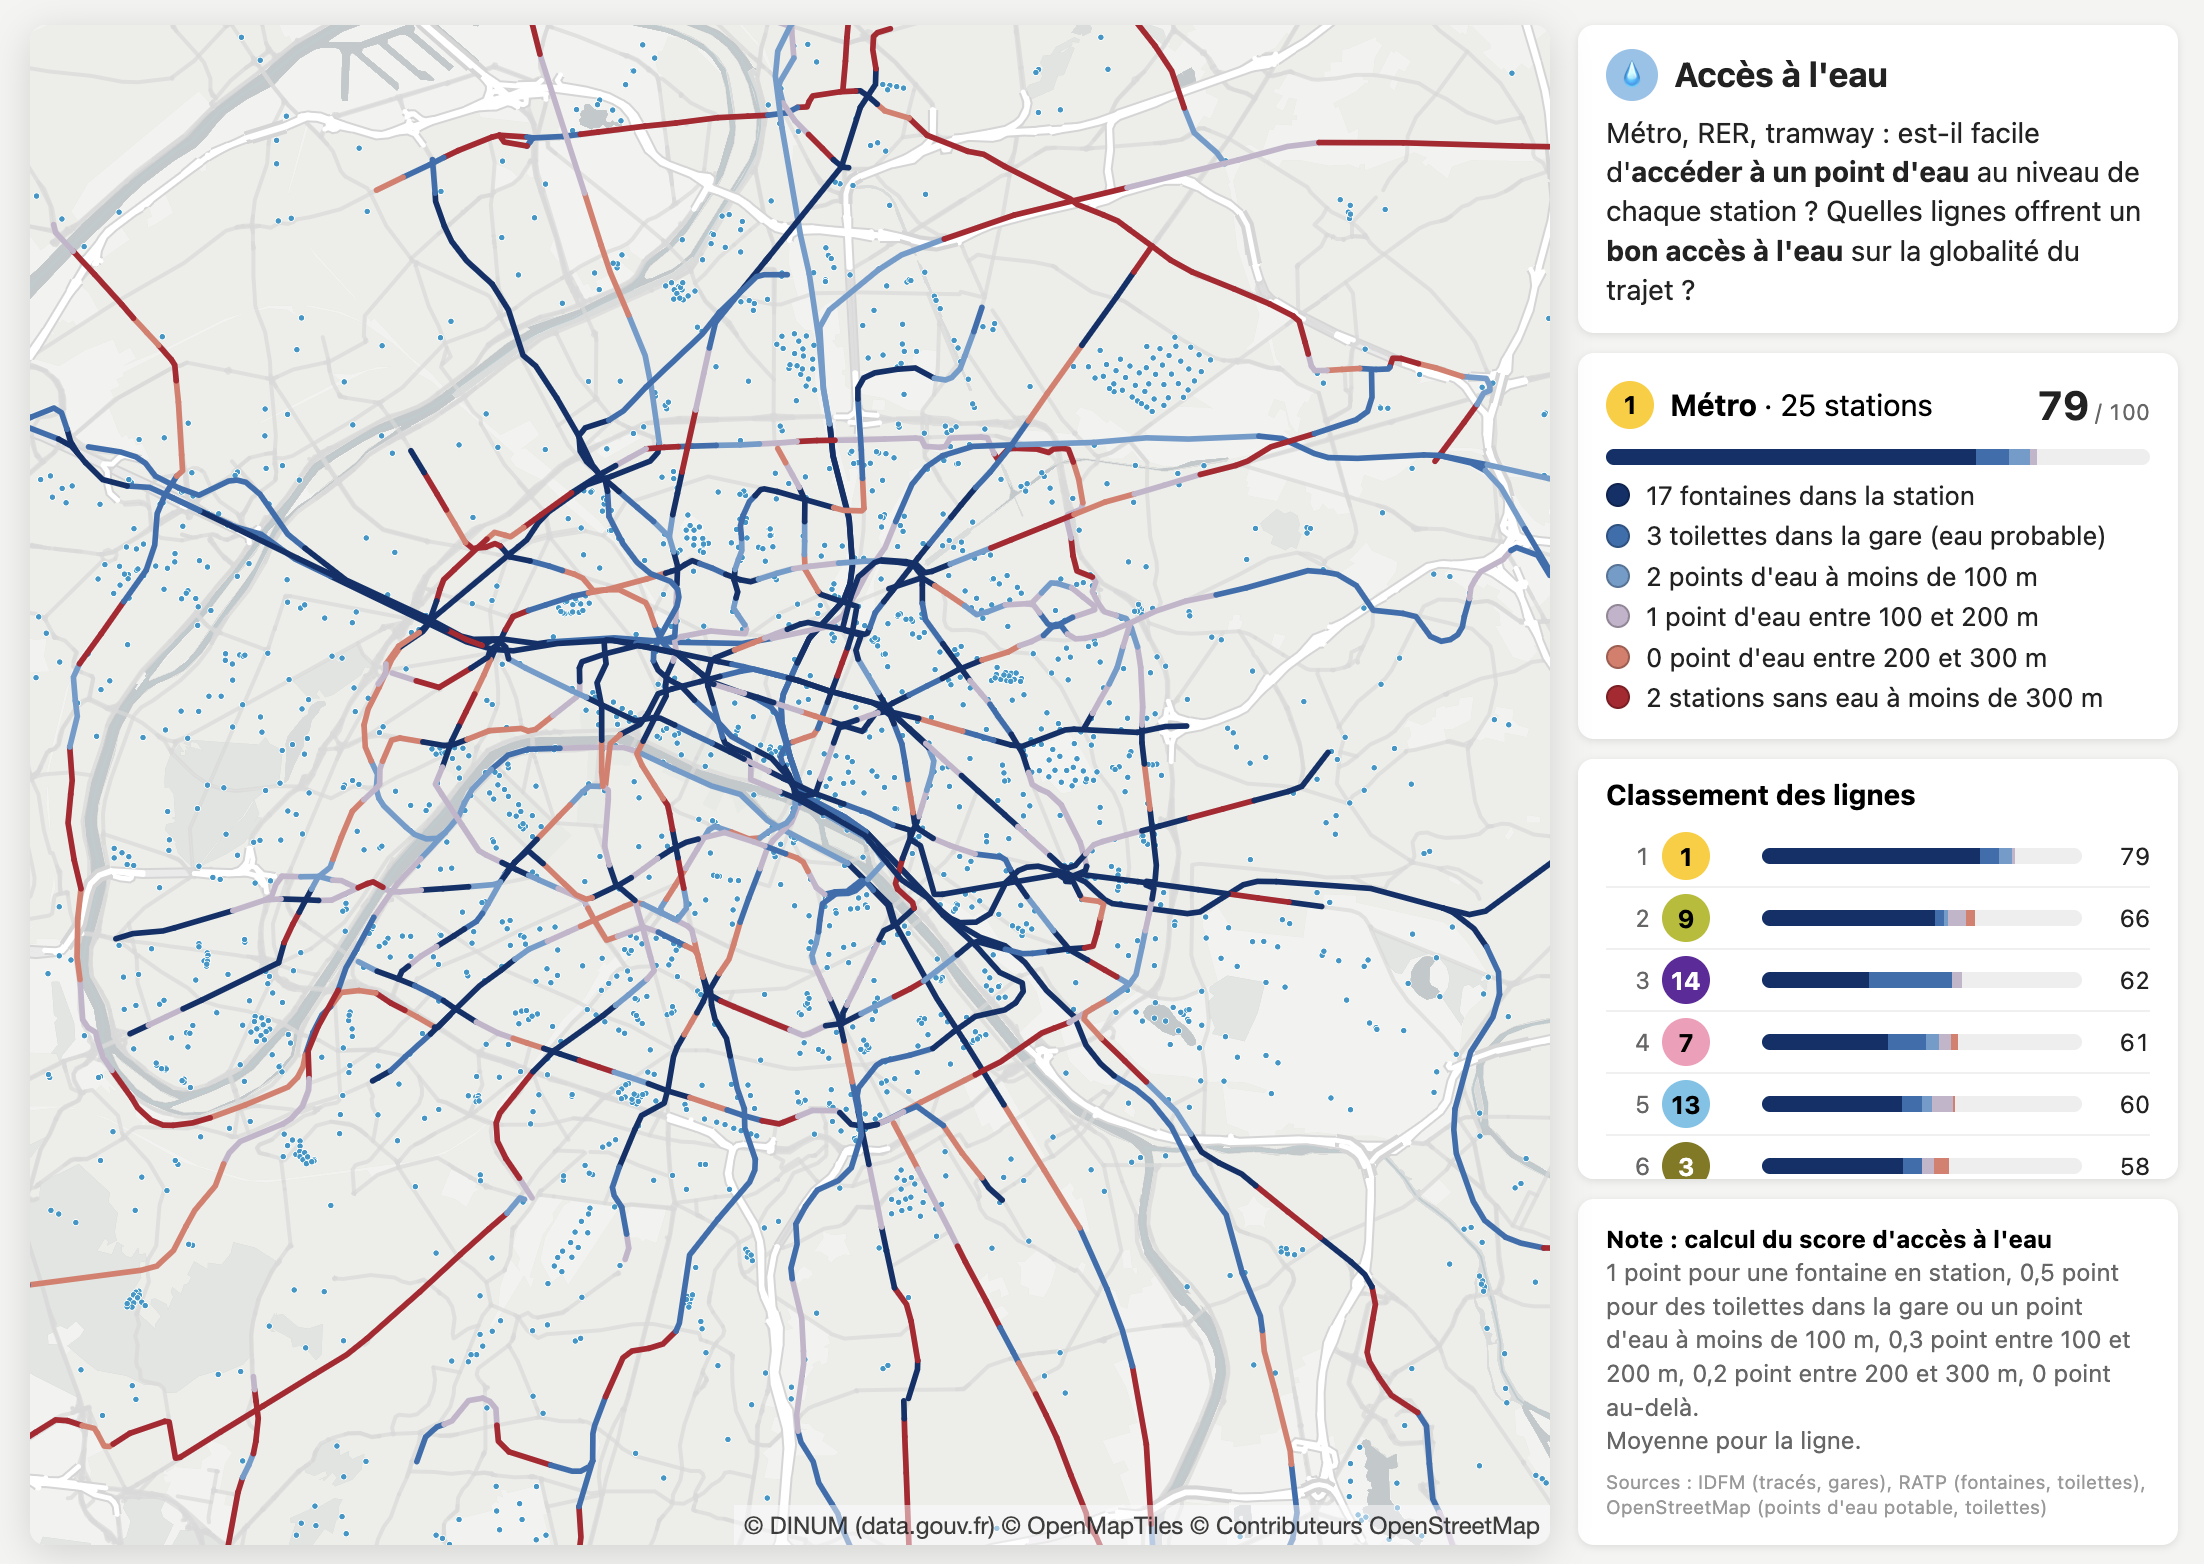 Accès à l'eau
Métro, RER, tramway : est-il facile
d'accéder à un point d'eau au niveau de
chaque station ? Quelles lignes offrent un
bon accès à l'eau sur la globalité du
trajet ?
1 Métro · 25 stations 79 / 100
17 fontaines dans la station
3 toilettes dans la gare (eau probable)
2 points d'eau à moins de 100 m
1 point d'eau entre 100 et 200 m
0 point d'eau entre 200 et 300 m
2 stations sans eau à moins de 300 m
Classement des lignes
1 1 79
2 9 66
3 14 62
4 7 61
5 13 60
6 3 58
Note : calcul du score d'accès à l'eau
1 point pour une fontaine en station, 0,5 point
pour des toilettes dans la gare ou un point
d'eau à moins de 100 m, 0,3 point entre 100 et
200 m, 0,2 point entre 200 et 300 m, 0 point
au-delà.
Moyenne pour la ligne.
Sources : IDFM (tracés, gares), RATP (fontaines, toilettes),
OpenStreetMap (points d'eau potable, toilettes)
© DINUM (data.gouv.fr) © OpenMapTiles © Contributeurs OpenStreetMap